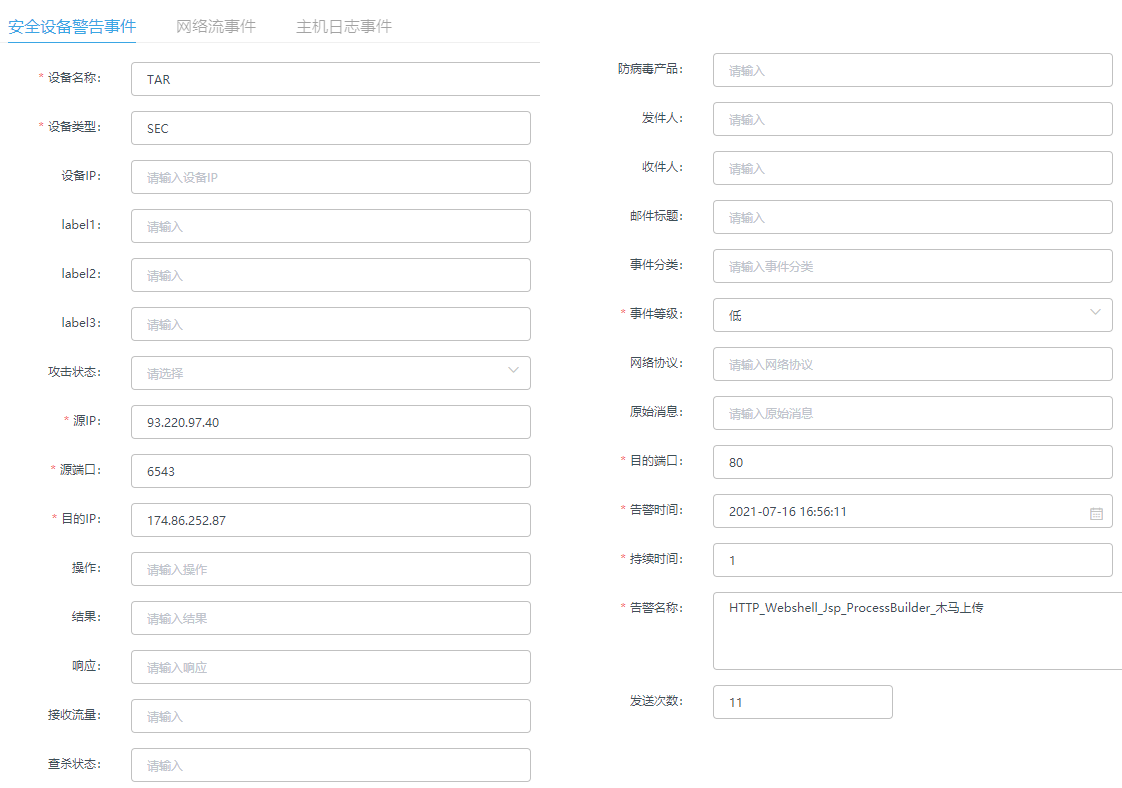 安全设备警告事件 网络流事件 主机日志事件
* 设备名称: TAR
* 设备类型: SEC
设备IP: 请输入设备IP
label1: 请输入
label2: 请输入
label3: 请输入
攻击状态: 请选择
* 源IP: 93.220.97.40
* 源端口: 6543
* 目的IP: 174.86.252.87
操作: 请输入操作
结果: 请输入结果
响应: 请输入响应
接收流量: 请输入
查杀状态: 请输入
防病毒产品: 请输入
发件人: 请输入
收件人: 请输入
邮件标题: 请输入
事件分类: 请输入事件分类
* 事件等级: 低
网络协议: 请输入网络协议
原始消息: 请输入原始消息
* 目的端口: 80
* 告警时间: 2021-07-16 16:56:11
* 持续时间: 1
* 告警名称: HTTP_Webshell_Jsp_ProcessBuilder_木马上传
发送次数: 11